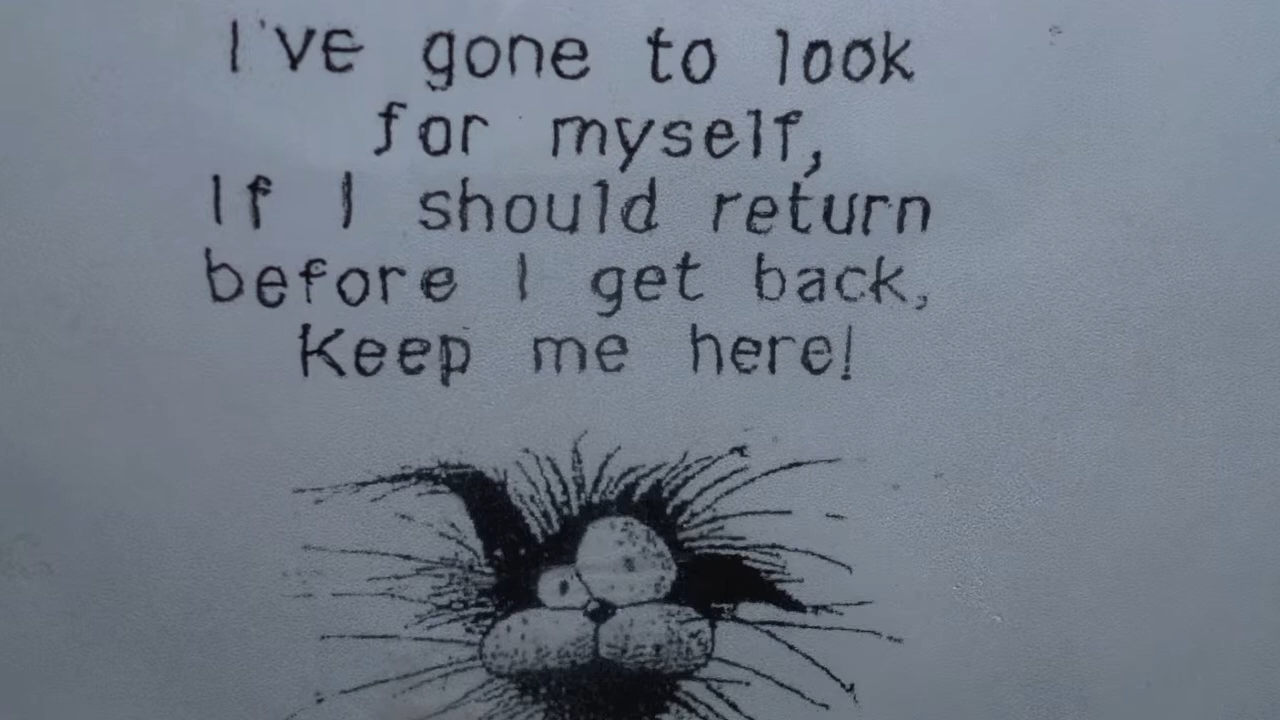 I've gone to look
for myself,
If I should return
before I get back,
Keep me here!